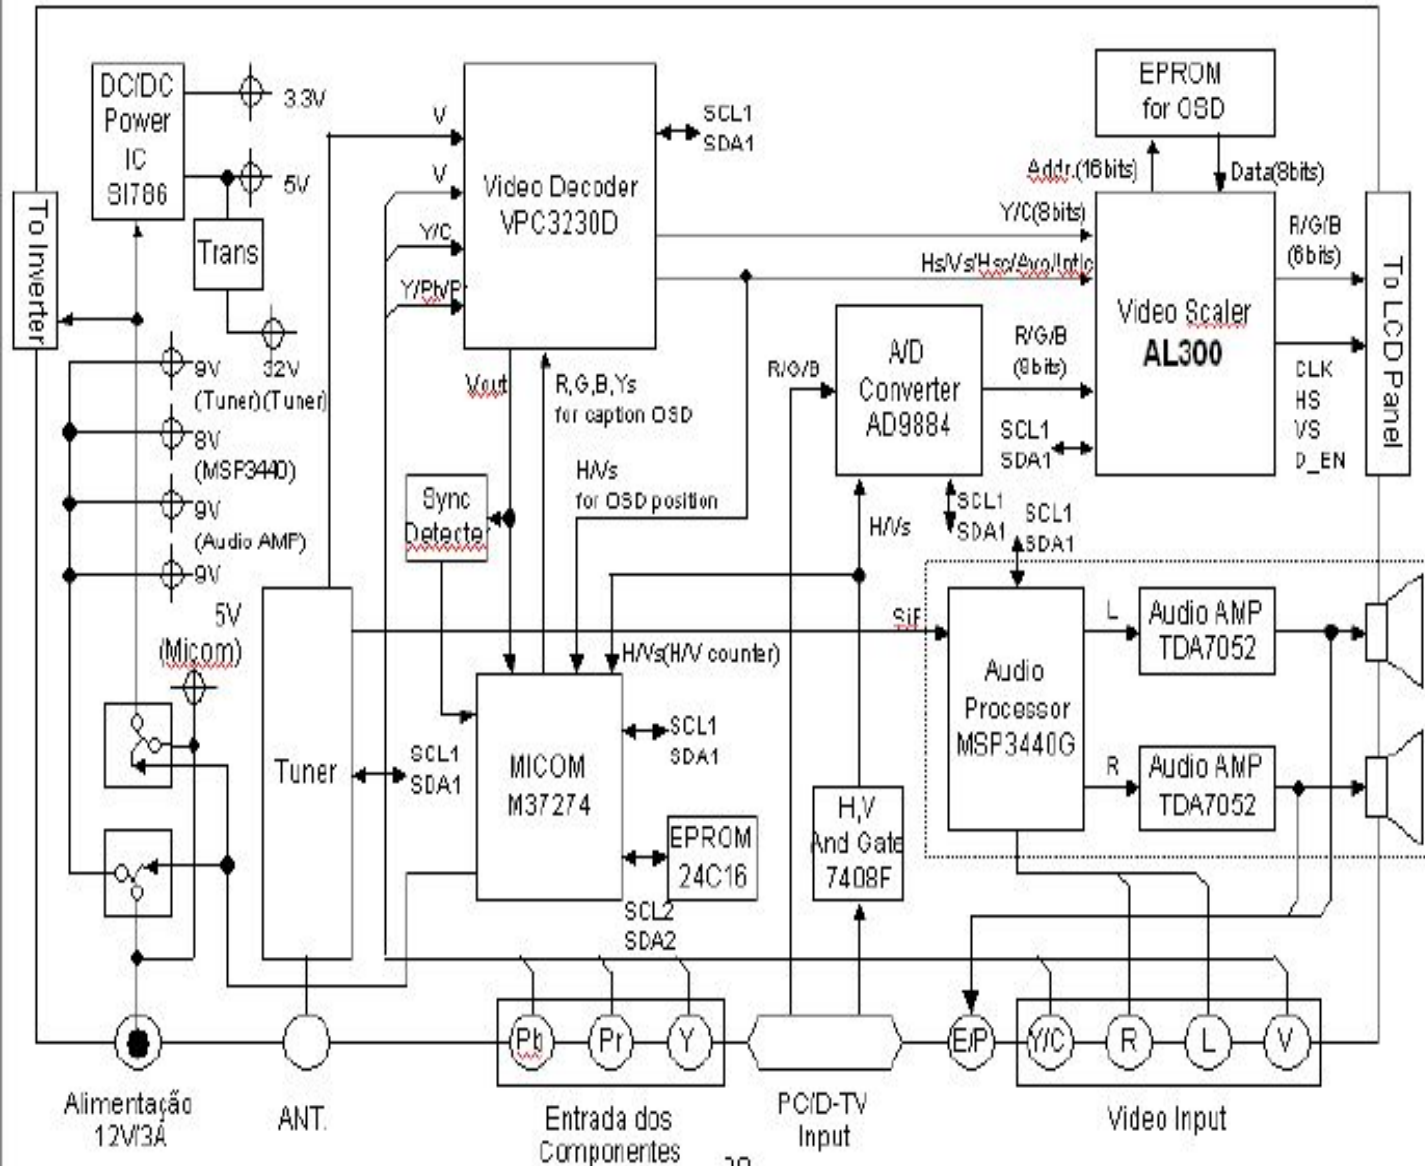 DC/DC
Power
IC
SI786
3.3V
5V
Trans
32V
(Tuner)
To Inverter
9V
(Tuner)
8V
(MSP3440)
9V
(Audio AMP)
9V
5V
(Micom)
V
V
Y/C
Y/Pb/P
Video Decoder
VPC3230D
SCL1
SDA1
EPROM
for OSD
Addr.(16bits)
Data(8bits)
Y/C(8bits)
Hs/Vs/Hsc/Avo/Intlc
Video Scaler
AL300
R/G/B
(6bits)
To LCD Panel
CLK
HS
VS
D_EN
A/D
Converter
AD9884
R/G/B
R/G/B
(8bits)
SCL1
SDA1
SCL1
SDA1
H/Vs
Vout
R,G,B,Ys
for caption OSD
H/Vs
for OSD position
Sync
Detecter
SCL1
SDA1
SiF
H/Vs(H/V counter)
Audio
Processor
MSP3440G
L
Audio AMP
TDA7052
R
Audio AMP
TDA7052
Tuner
SCL1
SDA1
MICOM
M37274
SCL1
SDA1
EPROM
24C16
SCL2
SDA2
H,V
And Gate
7408F
Pb
Pr
Y
E/P
Y/C
R
L
V
Alimentação
12V/3A
ANT.
Entrada dos
Componentes
PC/D-TV
Input
Video Input